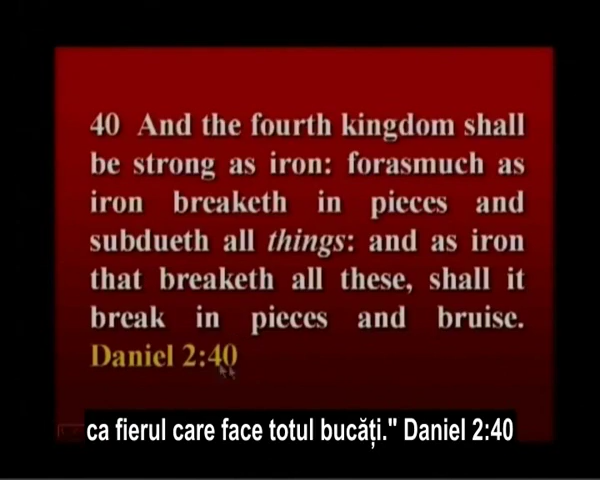 40 And the fourth kingdom shall
be strong as iron: forasmuch as
iron breaketh in pieces and
subdueth all things: and as iron
that breaketh all these, shall it
break in pieces and bruise.
Daniel 2:40
ca fierul care face totul bucăți." Daniel 2:40